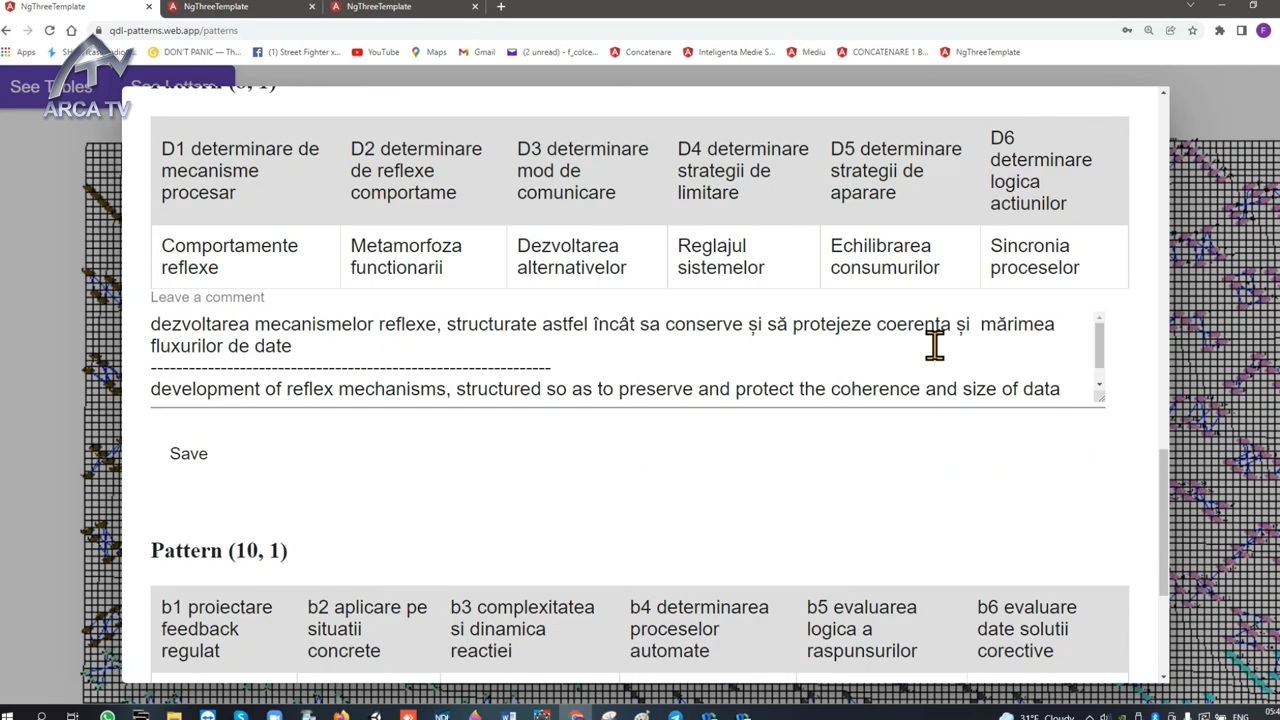 NgThreeTemplate
NgThreeTemplate
NgThreeTemplate
qdl-patterns.web.app/patterns
Apps
DON'T PANIC — Th...
(1) Street Fighter x...
YouTube
Maps
Gmail
(2 unread) - f_colce...
Concatenare
Inteligenta Medie S...
Mediu
CONCATENARE 1 B...
NgThreeTemplate
See Tables
ARCA TV
D1 determinare de
mecanisme
procesar
D2 determinare
de reflexe
comportame
D3 determinare
mod de
comunicare
D4 determinare
strategii de
limitare
D5 determinare
strategii de
aparare
D6
determinare
logica
actiunilor
Comportamente
reflexe
Metamorfoza
functionarii
Dezvoltarea
alternativelor
Reglajul
sistemelor
Echilibrarea
consumurilor
Sincronia
proceselor
Leave a comment
dezvoltarea mecanismelor reflexe, structurate astfel încât sa conserve și să protejeze coerența și mărimea
fluxurilor de date
-----------------------------------------------------------------
development of reflex mechanisms, structured so as to preserve and protect the coherence and size of data
Save
Pattern (10, 1)
b1 proiectare
feedback
regulat
b2 aplicare pe
situatii
concrete
b3 complexitatea
si dinamica
reactiei
b4 determinarea
proceselor
automate
b5 evaluarea
logica a
raspunsurilor
b6 evaluare
date solutii
corective
31°F Cloudy
ENG